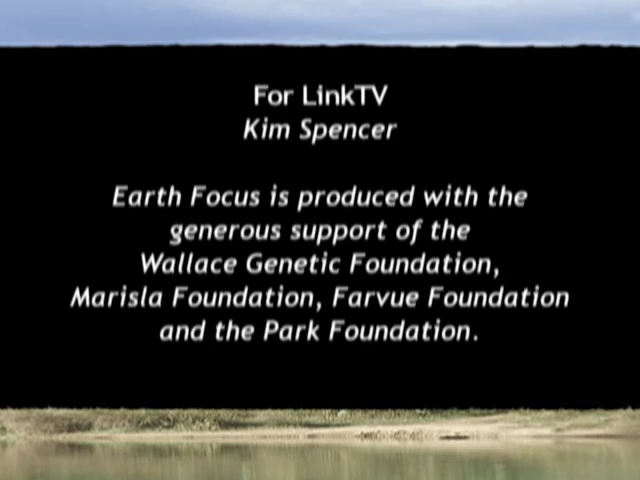 For LinkTV
Kim Spencer
Earth Focus is produced with the
generous support of the
Wallace Genetic Foundation,
Marisla Foundation, Farvue Foundation
and the Park Foundation.